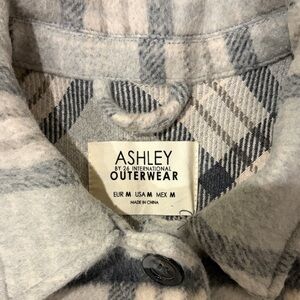 ASHLEY
BY 26 INTERNATIONAL
OUTERWEAR
EUR M USA M MEX M
MADE IN CHINA